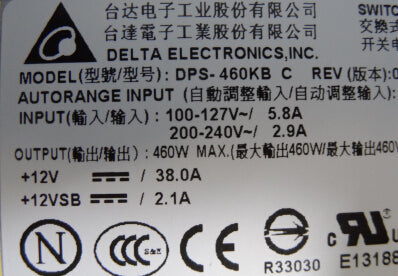 台达电子工业股份有限公司
台達電子工業股份有限公司
DELTA ELECTRONICS, INC.
SWITC
交換式
开关电
MODEL(型號/型号): DPS- 460KB C REV(版本):0
AUTORANGE INPUT (自動調整輸入/自动调整输入):
INPUT(輸入/输入) : 100-127V~/ 5.8A
200-240V~/ 2.9A
OUTPUT(輸出/输出) : 460W MAX.(最大輸出460W/最大输出460W
+12V ⎓ / 38.0A
+12VSB ⎓ / 2.1A
N
CCC
CE
R33030
c RU
E13188